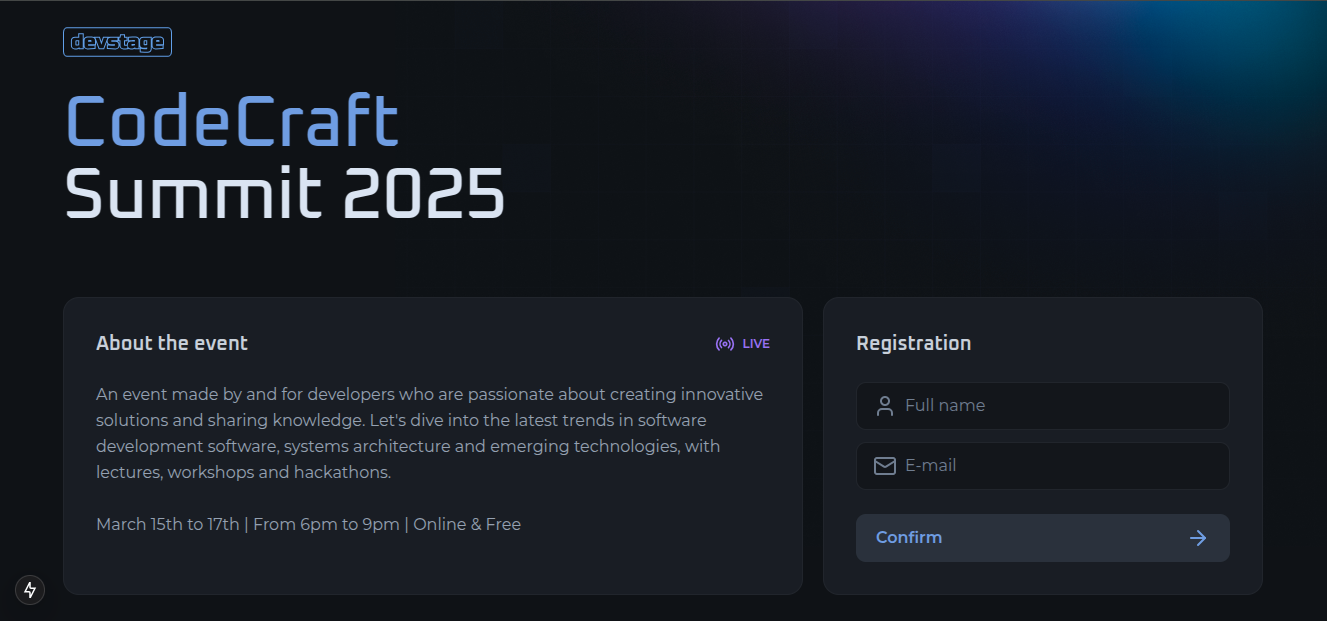 devstage
CodeCraft
Summit 2025
About the event
LIVE
An event made by and for developers who are passionate about creating innovative
solutions and sharing knowledge. Let's dive into the latest trends in software
development software, systems architecture and emerging technologies, with
lectures, workshops and hackathons.
March 15th to 17th | From 6pm to 9pm | Online & Free
Registration
Full name
E-mail
Confirm